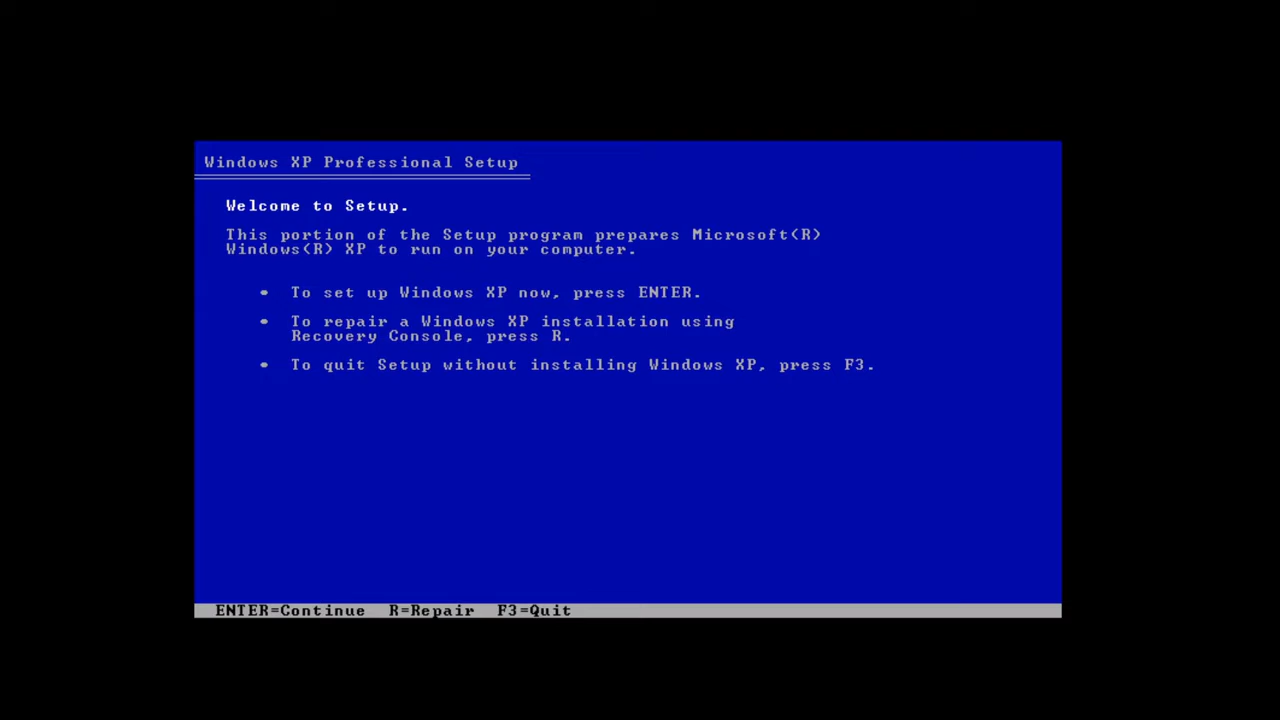 Windows XP Professional Setup
Welcome to Setup.
This portion of the Setup program prepares Microsoft(R)
Windows(R) XP to run on your computer.
• To set up Windows XP now, press ENTER.
• To repair a Windows XP installation using
Recovery Console, press R.
• To quit Setup without installing Windows XP, press F3.
ENTER=Continue R=Repair F3=Quit